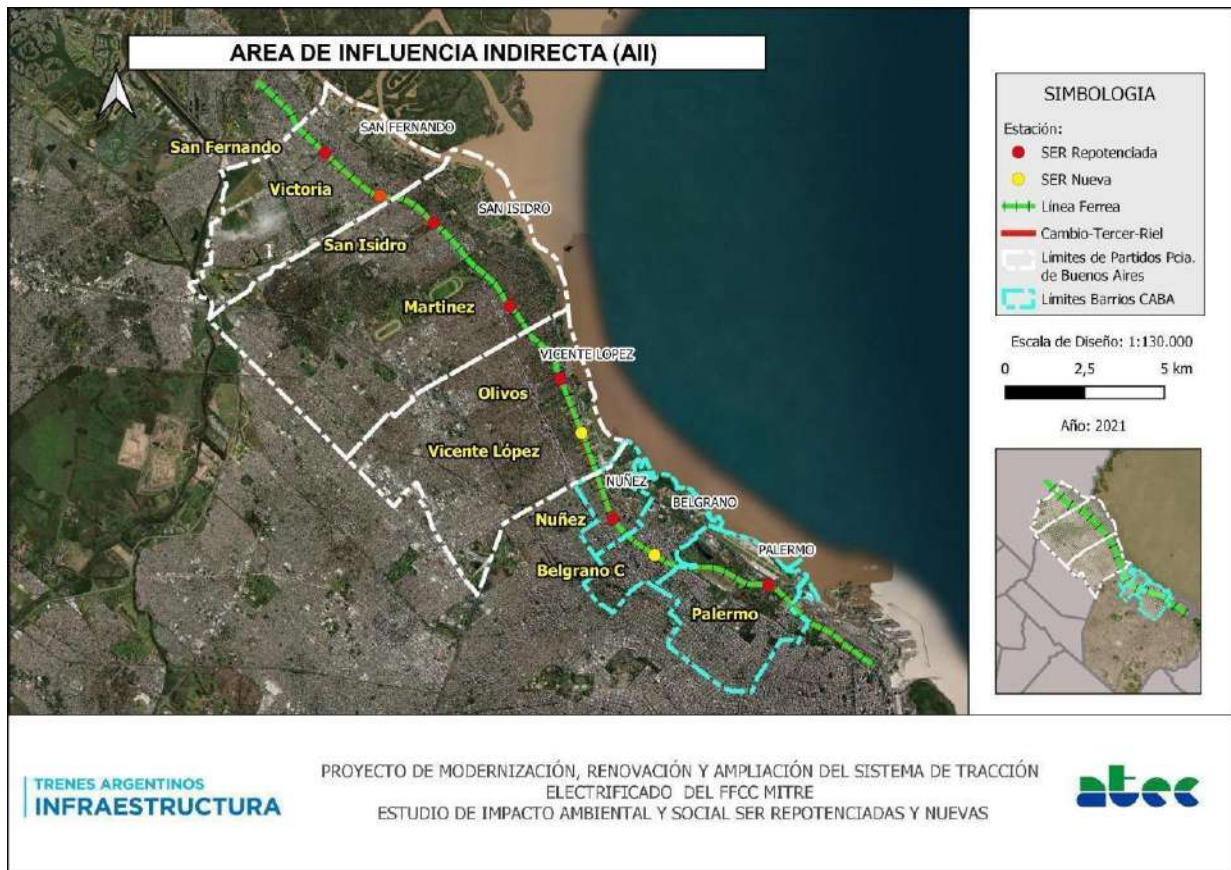 AREA DE INFLUENCIA INDIRECTA (AII)
SAN FERNANDO
San Fernando
Victoria
SAN ISIDRO
San Isidro
Martinez
VICENTE LOPEZ
Olivos
Vicente López
NUÑEZ
BELGRANO
Nuñez
PALERMO
Belgrano C
Palermo
SIMBOLOGIA
Estación:
SER Repotenciada
SER Nueva
Línea Ferrea
Cambio-Tercer-Riel
Límites de Partidos Pcia.
de Buenos Aires
Límites Barrios CABA
Escala de Diseño: 1:130.000
0 2,5 5 km
Año: 2021
TRENES ARGENTINOS
INFRAESTRUCTURA
PROYECTO DE MODERNIZACIÓN, RENOVACIÓN Y AMPLIACIÓN DEL SISTEMA DE TRACCIÓN
ELECTRIFICADO DEL FFCC MITRE
ESTUDIO DE IMPACTO AMBIENTAL Y SOCIAL SER REPOTENCIADAS Y NUEVAS
atec